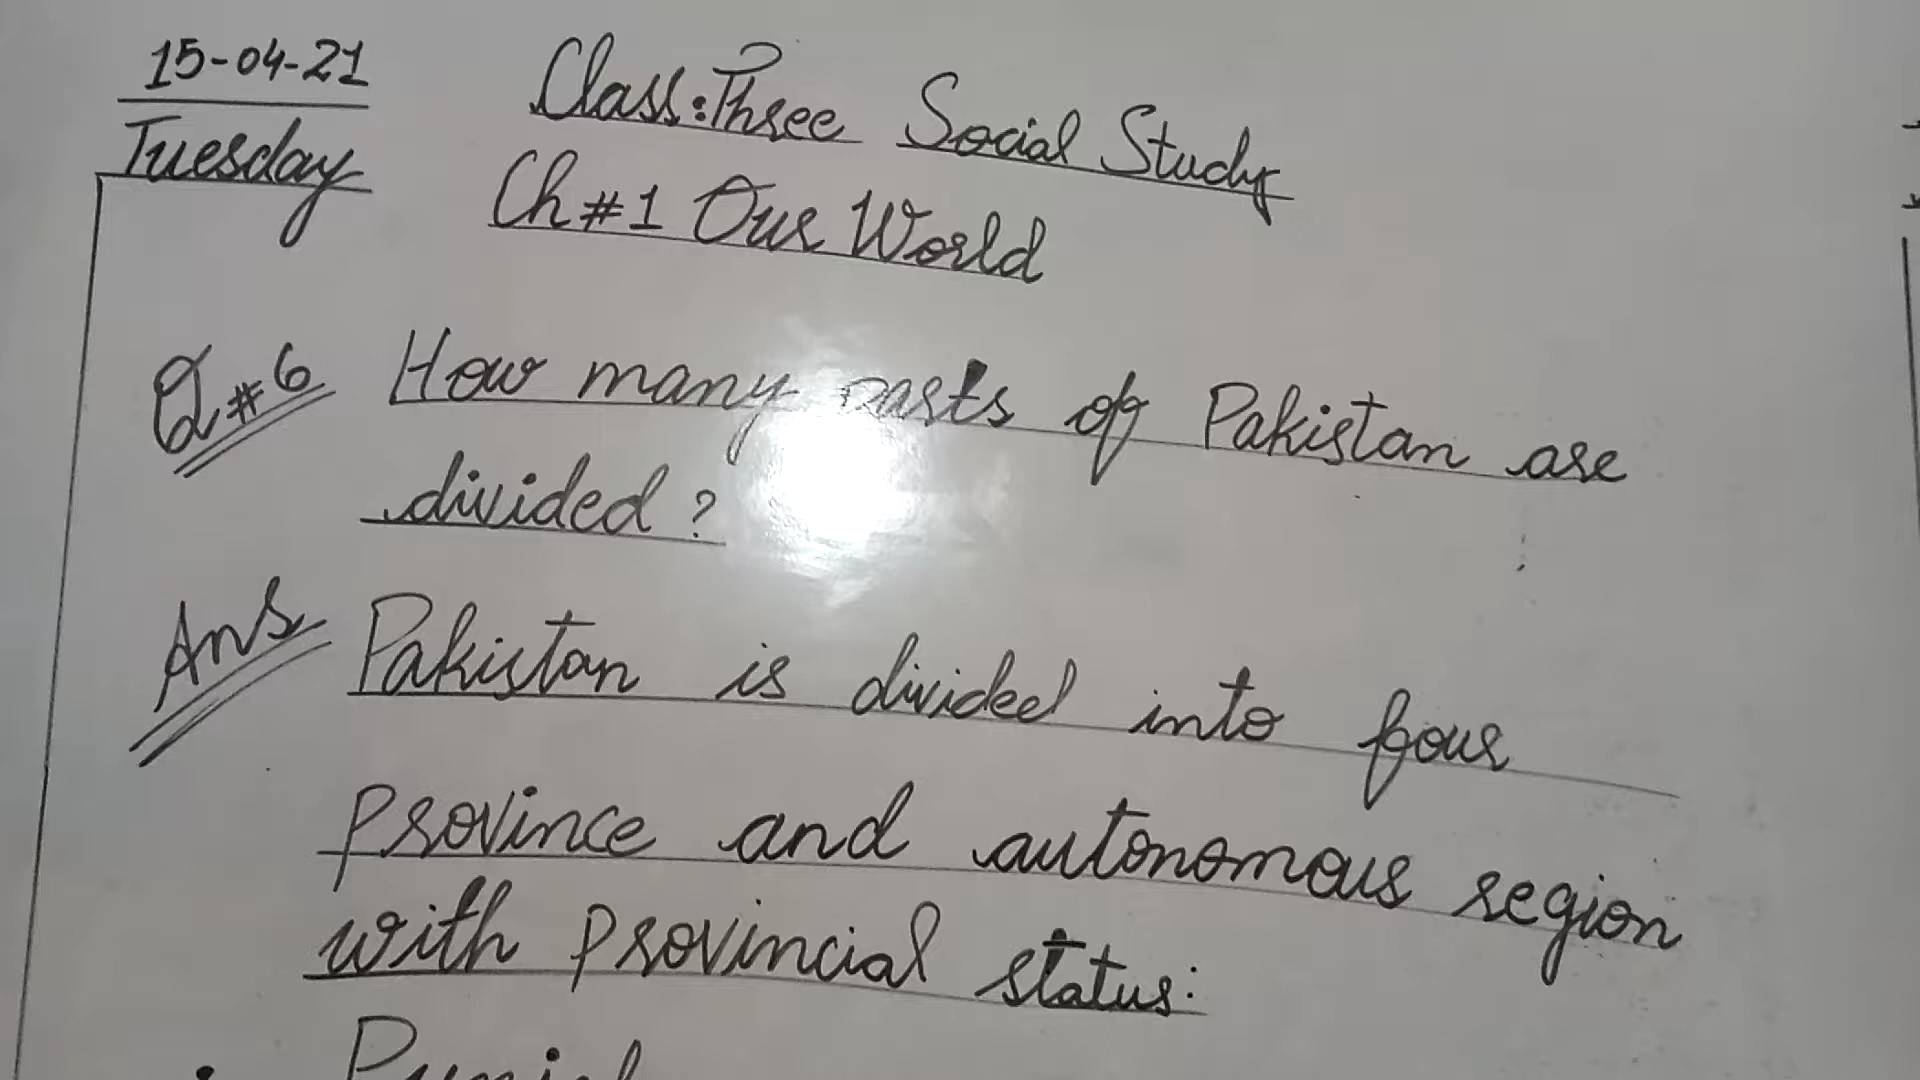 15-04-21
Tuesday
Class:Three Social Study
Ch#1 Our World
Q#6 How many parts of Pakistan are
divided?
Ans Pakistan is divided into four
province and autonomous region
with provincial status: